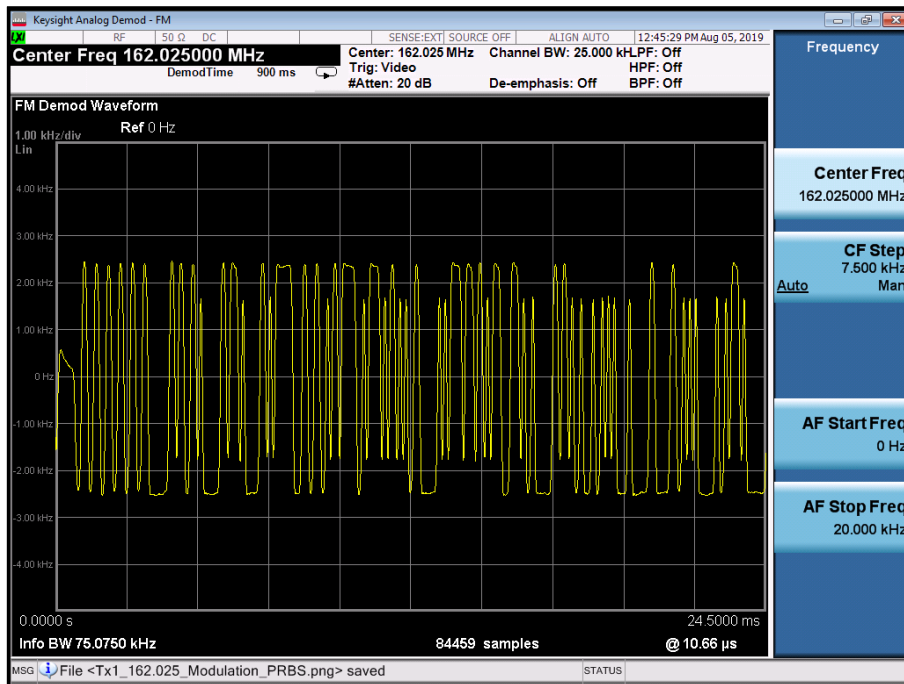 Keysight Analog Demod - FM
LXI RF 50 Ω DC SENSE:EXT SOURCE OFF ALIGN AUTO 12:45:29 PM Aug 05, 2019
Center Freq 162.025000 MHz
DemodTime 900 ms
Center: 162.025 MHz Channel BW: 25.000 kHLPF: Off
Trig: Video HPF: Off
#Atten: 20 dB De-emphasis: Off BPF: Off
FM Demod Waveform
1.00 kHz/div Ref 0 Hz
Lin
4.00 kHz
3.00 kHz
2.00 kHz
1.00 kHz
0 Hz
-1.00 kHz
-2.00 kHz
-3.00 kHz
-4.00 kHz
0.0000 s 24.5000 ms
Info BW 75.0750 kHz 84459 samples @ 10.66 µs
MSG File <Tx1_162.025_Modulation_PRBS.png> saved STATUS
Frequency
Center Freq
162.025000 MHz
CF Step
7.500 kHz
Auto Man
AF Start Freq
0 Hz
AF Stop Freq
20.000 kHz